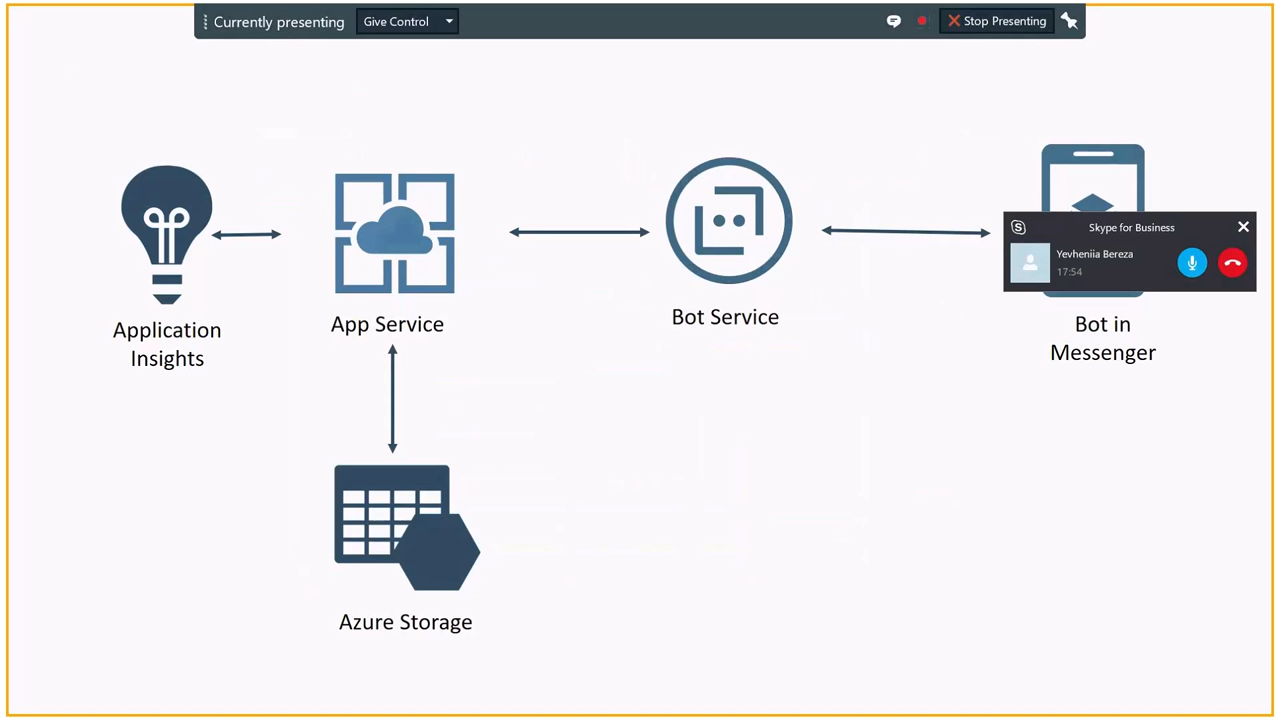 Currently presenting
Give Control
Stop Presenting
Skype for Business
Yevheniia Bereza
17:54
Application
Insights
App Service
Bot Service
Bot in
Messenger
Azure Storage